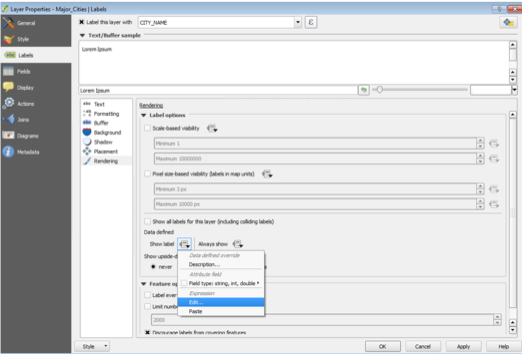 Layer Properties - Major_Cities | Labels
General
Style
Labels
Fields
Display
Actions
Joins
Diagrams
Metadata
Label this layer with CITY_NAME
Text/Buffer sample
Lorem Ipsum
Lorem Ipsum
Text
Formatting
Buffer
Background
Shadow
Placement
Rendering
Rendering
Label options
Scale-based visibility
Minimum 1
Maximum 10000000
Pixel size-based visibility (labels in map units)
Minimum 3 px
Maximum 10000 px
Show all labels for this layer (including colliding labels)
Data defined
Show label Always show
Show upside-d
never
Data defined override
Description...
Attribute field
Field type: string, int, double
Expression
Edit...
Paste
Feature op
Label ever
Limit numbe
2000
Discourage labels from covering features
Style OK Cancel Apply Help